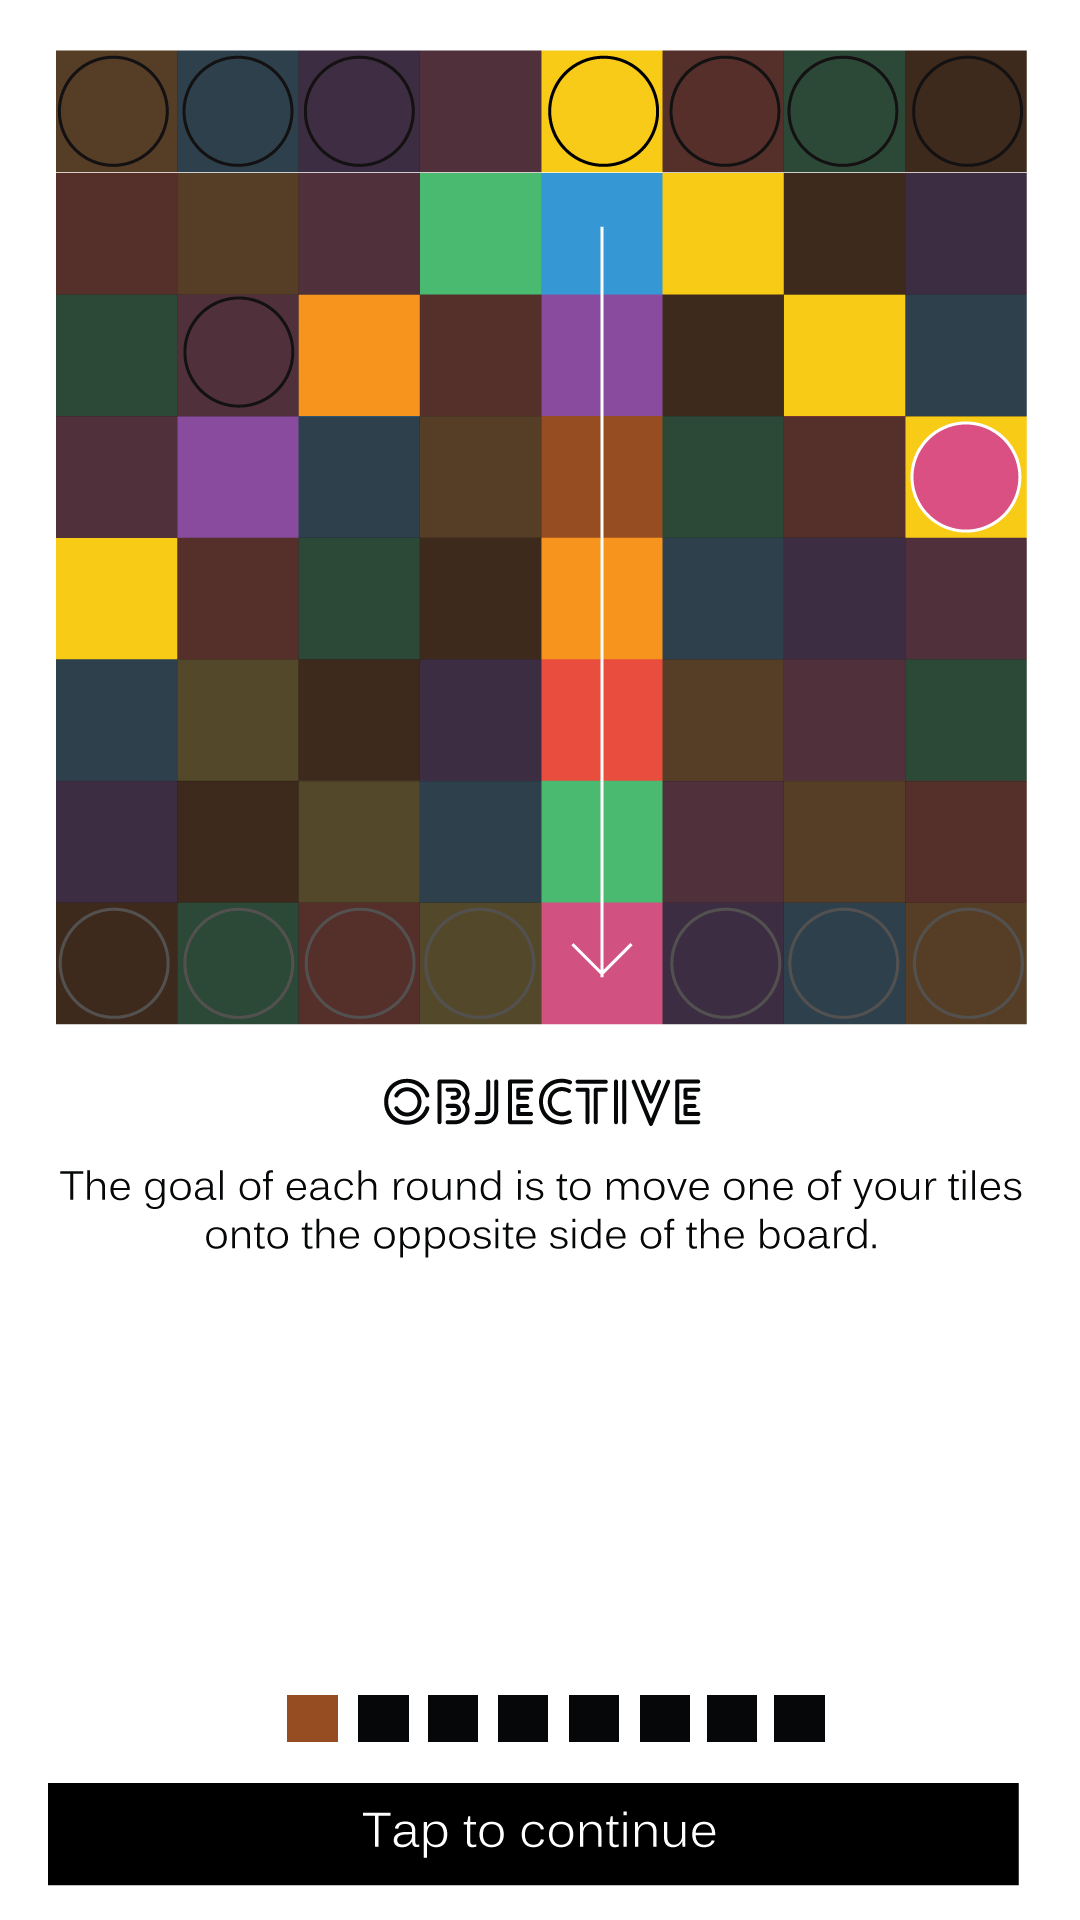 OBJECTIVE
The goal of each round is to move one of your tiles
onto the opposite side of the board.
Tap to continue